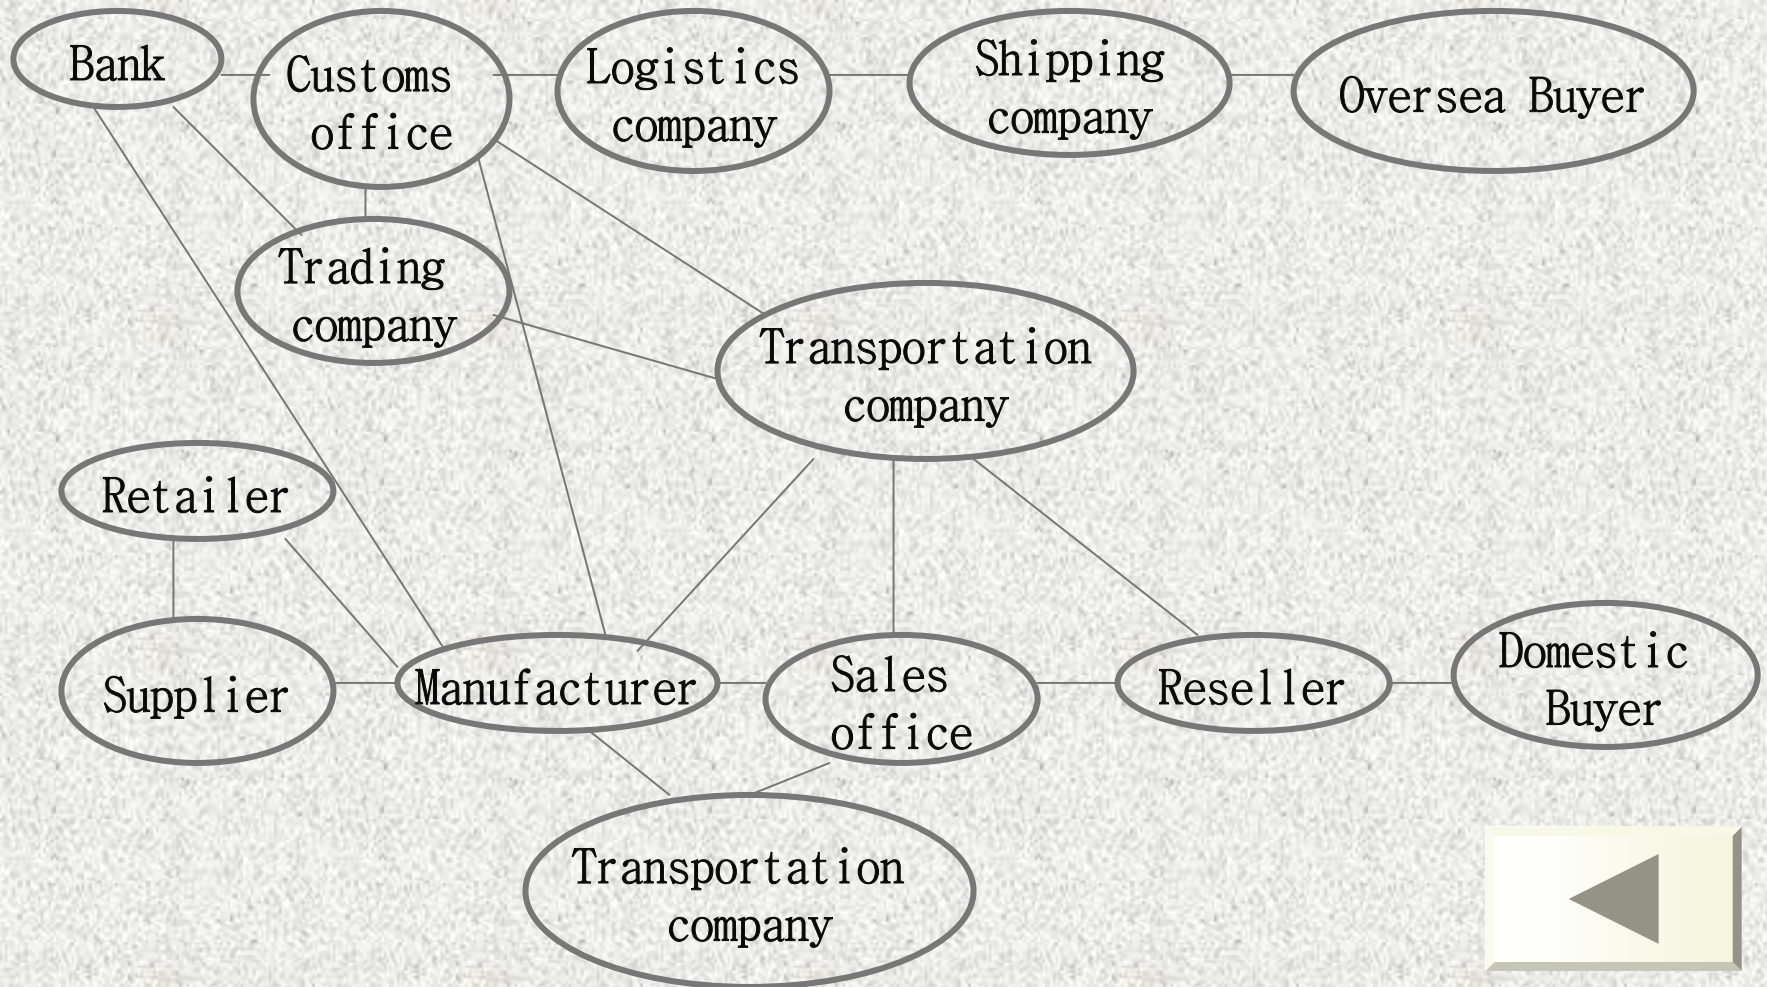 Bank
Customs
office
Logistics
company
Shipping
company
Oversea Buyer
Trading
company
Transportation
company
Retailer
Supplier
Manufacturer
Sales
office
Reseller
Domestic
Buyer
Transportation
company